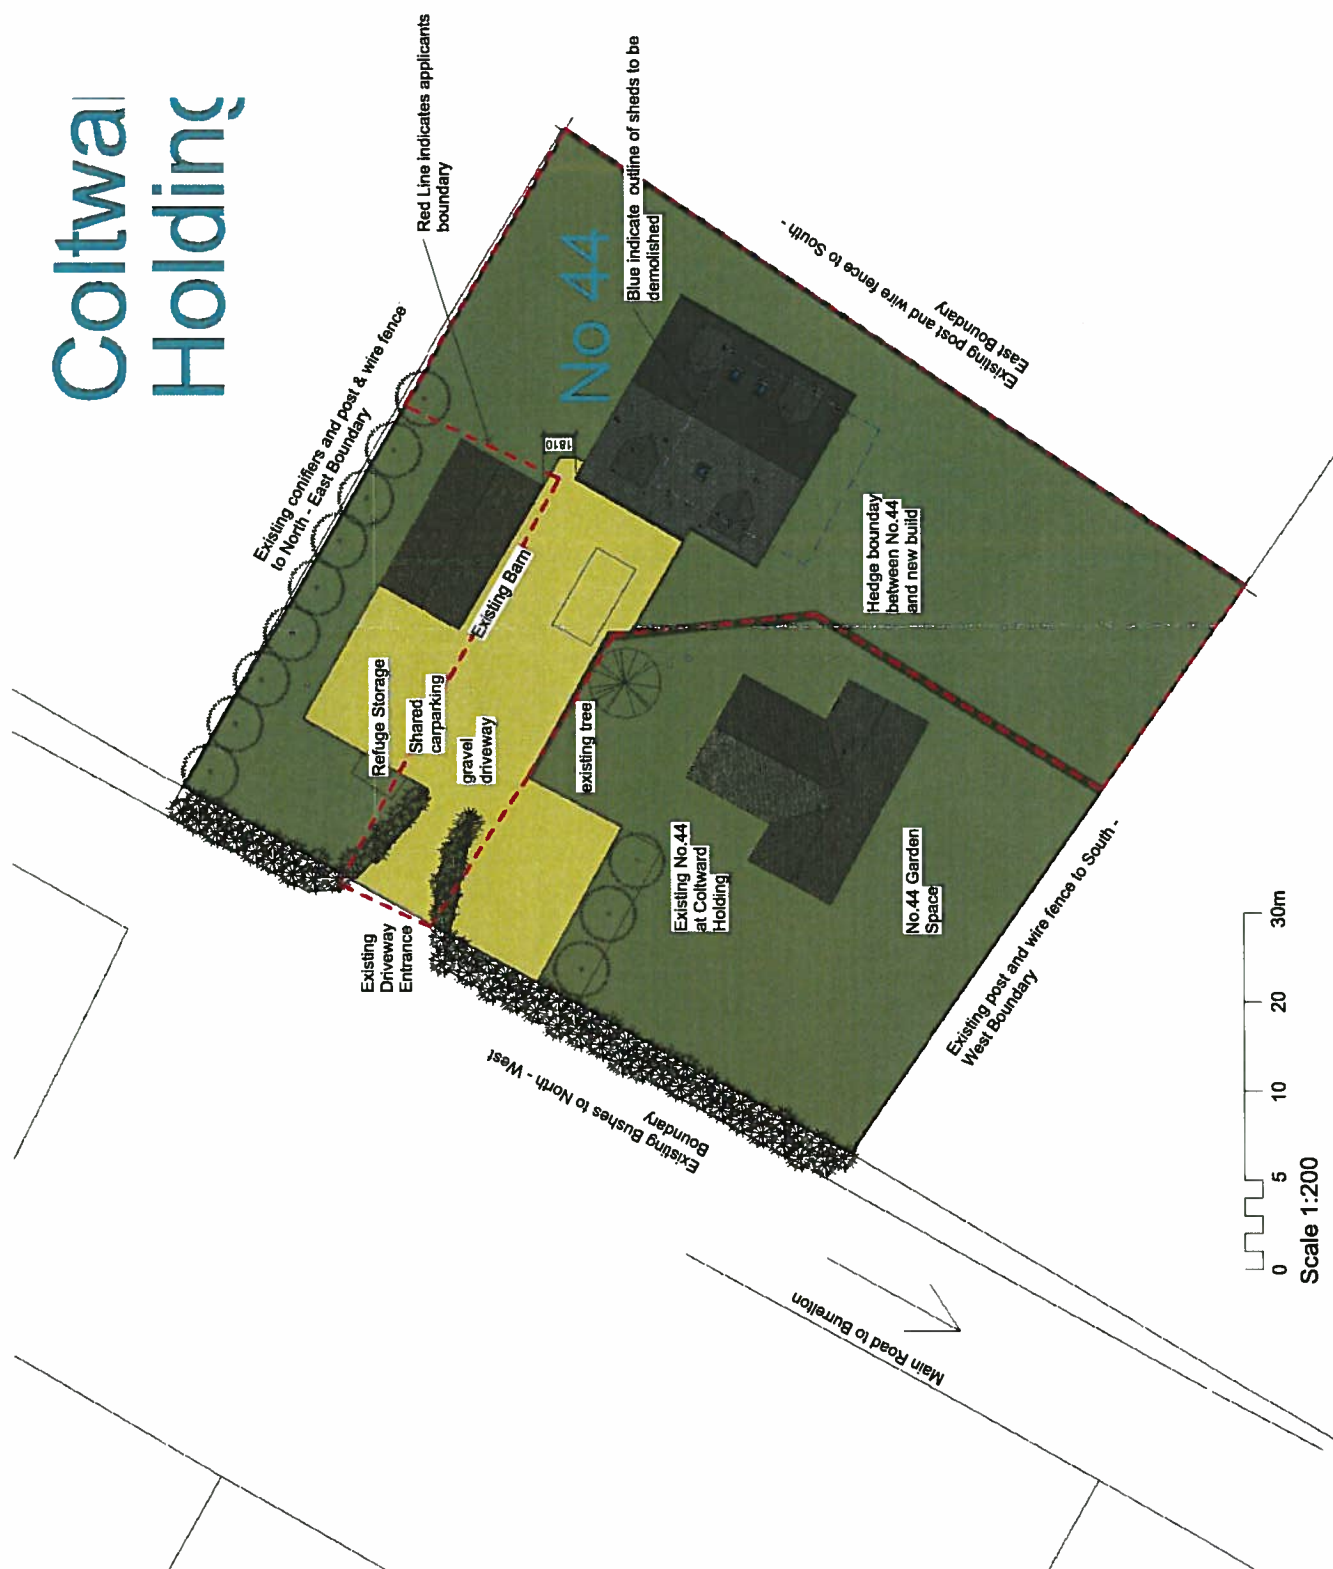 Coltwa
Holding
Red Line indicates applicants
boundary
Existing conifiers and post & wire fence
to North - East Boundary
No 44
Blue indicate outline of sheds to be
demolished
1810
Existing post and wire fence to South -
East Boundary
Existing Barn
Refuge Storage
Shared
carparking
gravel
driveway
existing tree
Hedge bounday
between No.44
and new build
Existing
Driveway
Entrance
Existing No.44
at Coltward
Holding
No.44 Garden
Space
Existing post and wire fence to South -
West Boundary
Existing Bushes to North - West
Boundary
Main Road to Burrelton
0 5 10 20 30m
Scale 1:200